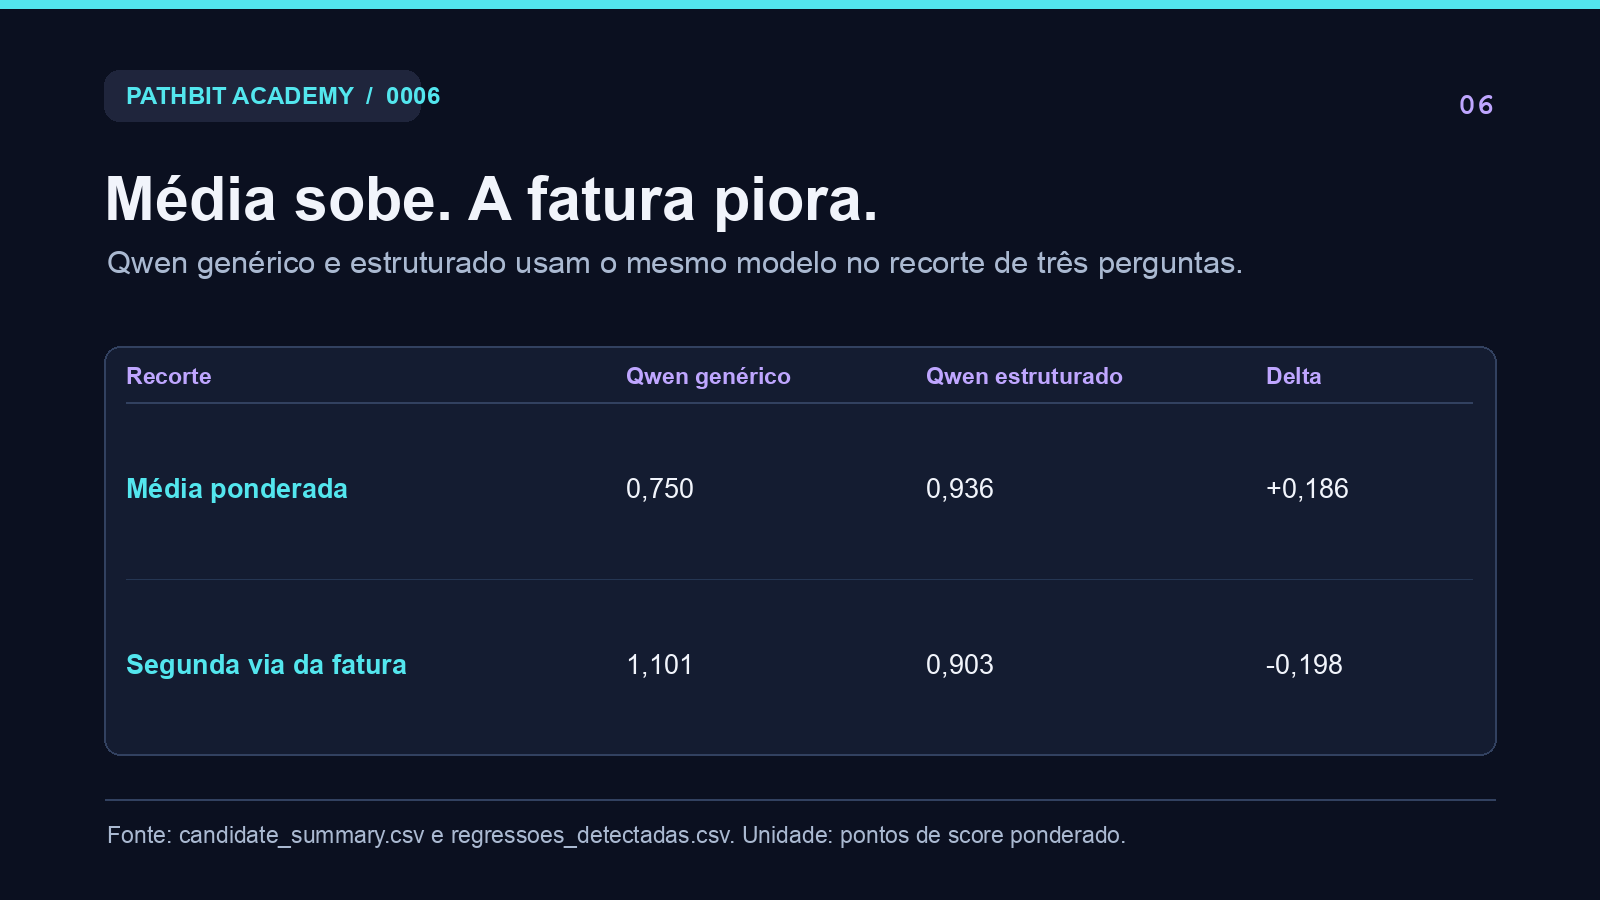 PATHBIT ACADEMY / 0006
06
Média sobe. A fatura piora.
Qwen genérico e estruturado usam o mesmo modelo no recorte de três perguntas.
Recorte Qwen genérico Qwen estruturado Delta
Média ponderada 0,750 0,936 +0,186
Segunda via da fatura 1,101 0,903 -0,198
Fonte: candidate_summary.csv e regressoes_detectadas.csv. Unidade: pontos de score ponderado.